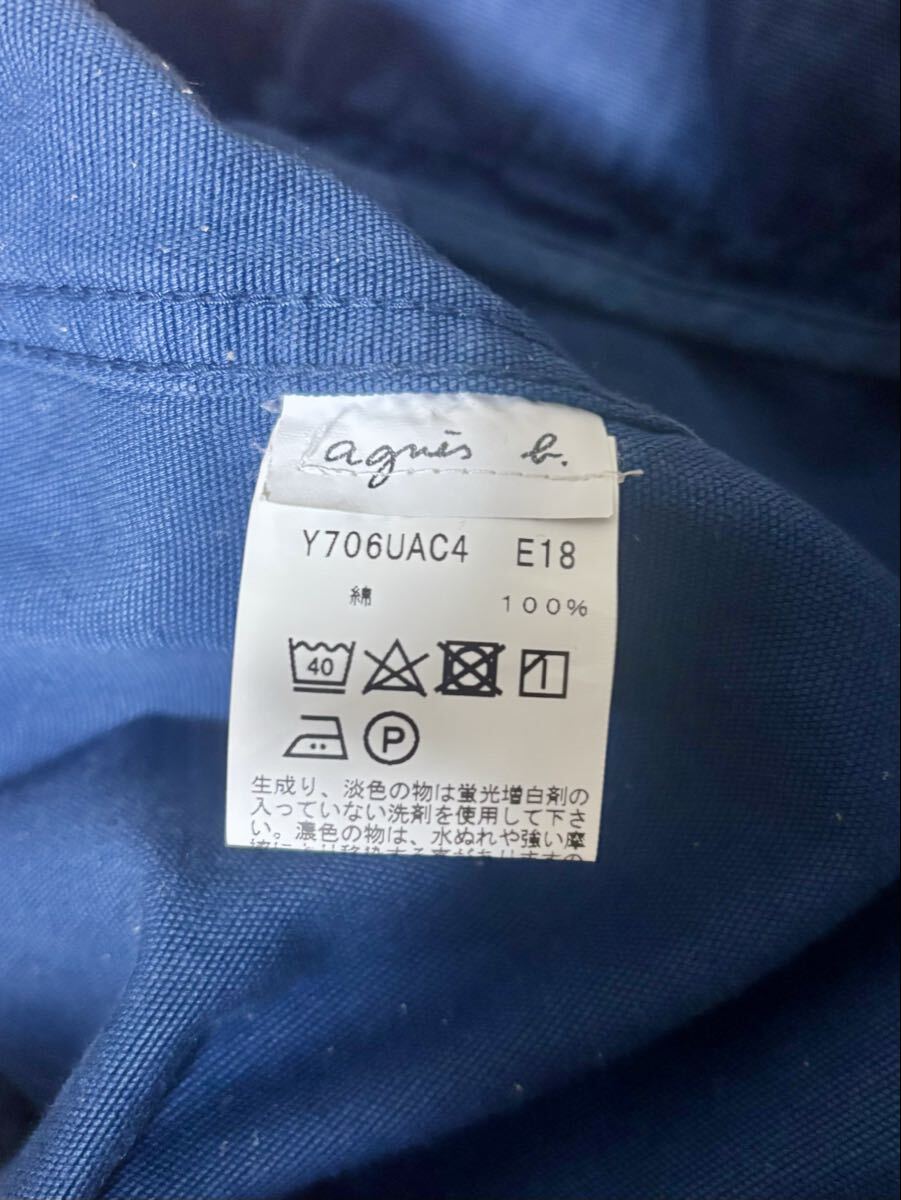 agnès b.
Y706UAC4 E18
綿 100%
40
P
生成り、淡色の物は蛍光増白剤の
入っていない洗剤を使用して下さ
い。濃色の物は、水ぬれや強い摩